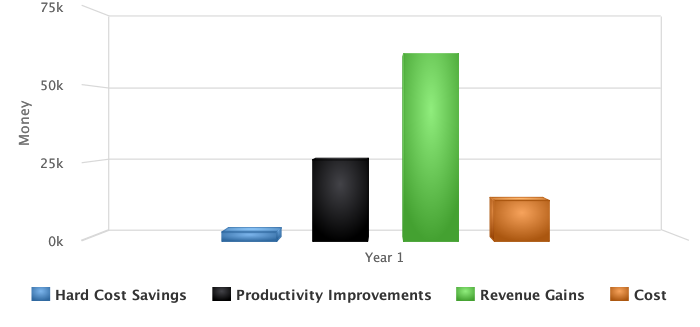 75k
50k
25k
0k
Money
Year 1
Hard Cost Savings Productivity Improvements Revenue Gains Cost